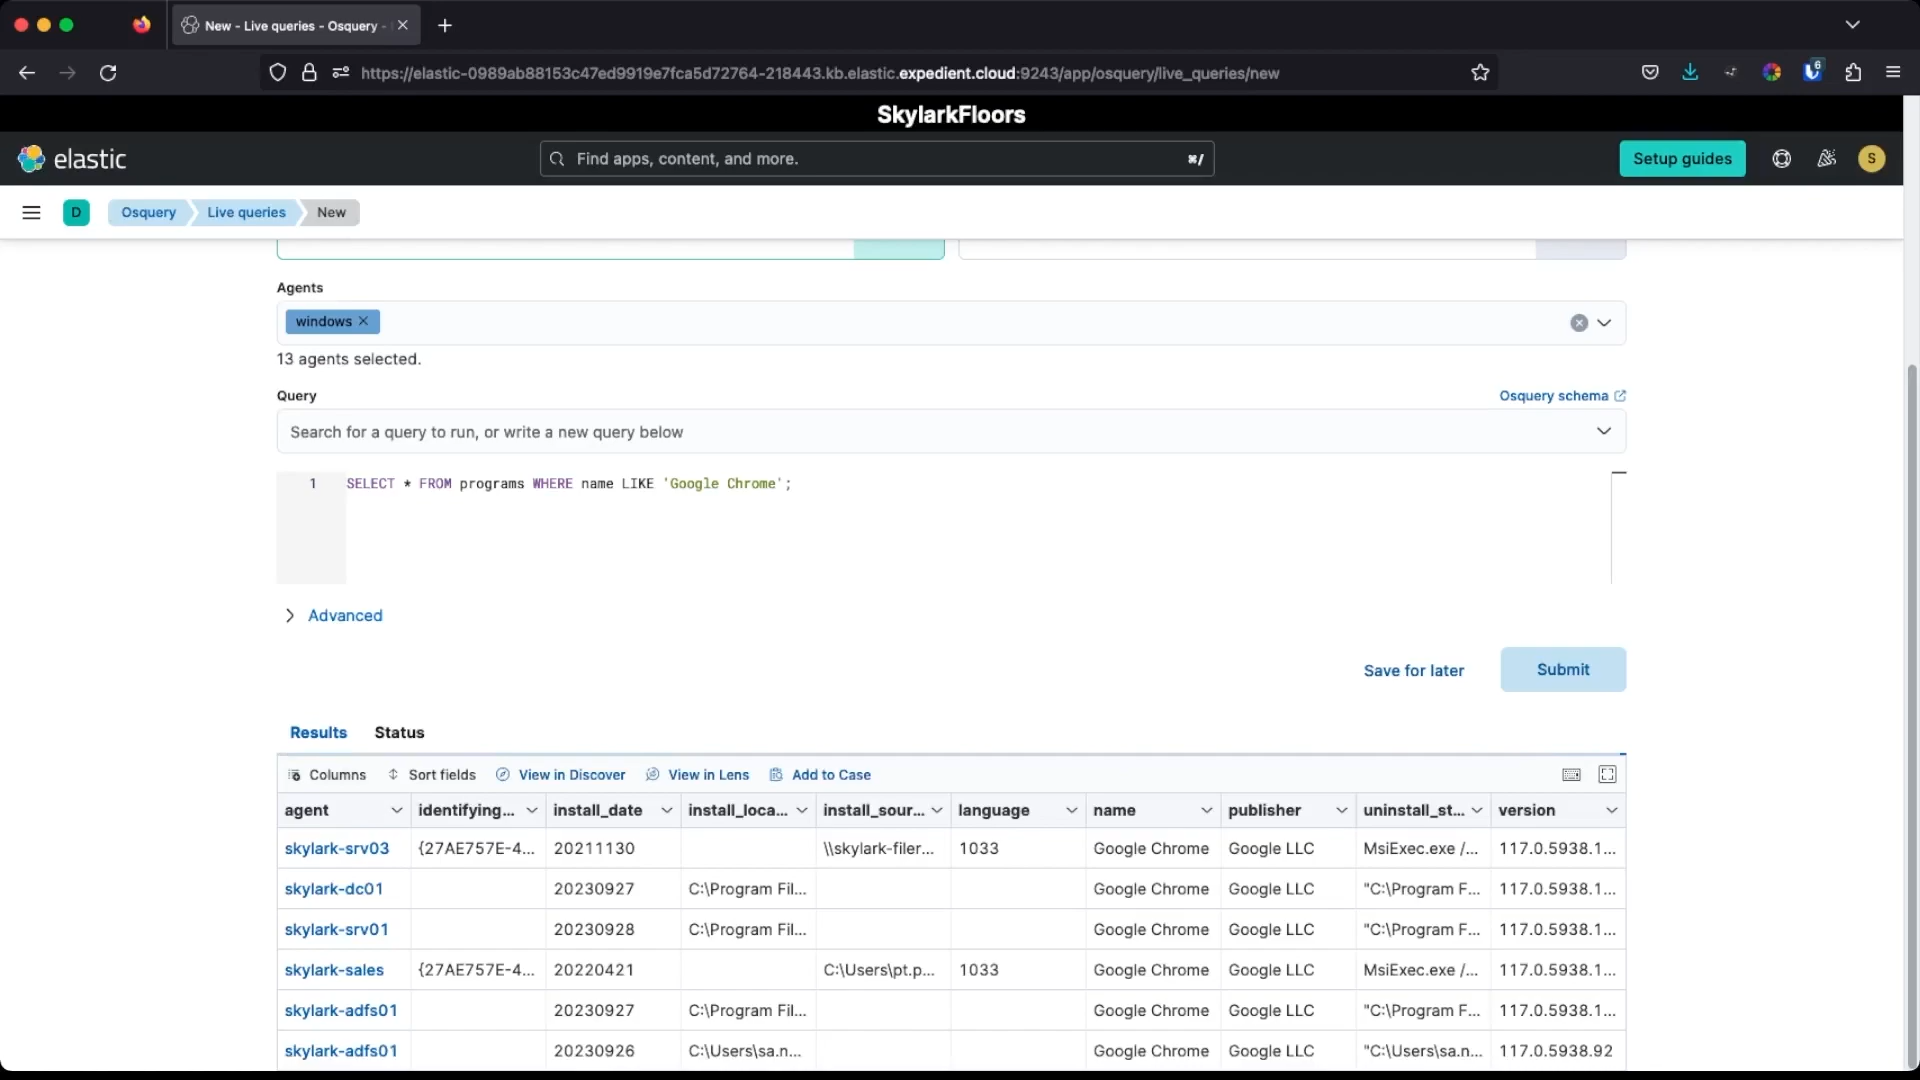 New - Live queries - Osquery -
https://elastic-0989ab88153c47ed9919e7fca5d72764-218443.kb.elastic.expedient.cloud:9243/app/osquery/live_queries/new
6
SkylarkFloors
elastic
Find apps, content, and more.
⌘/
Setup guides
S
D
Osquery
Live queries
New
Agents
windows
13 agents selected.
Query
Osquery schema
Search for a query to run, or write a new query below
1 SELECT * FROM programs WHERE name LIKE 'Google Chrome';
Advanced
Save for later
Submit
Results
Status
Columns
Sort fields
View in Discover
View in Lens
Add to Case
agent identifying... install_date install_loca... install_sour... language name publisher uninstall_st... version
skylark-srv03 {27AE757E-4... 20211130 \\skylark-filer... 1033 Google Chrome Google LLC MsiExec.exe /... 117.0.5938.1...
skylark-dc01 20230927 C:\Program Fil... Google Chrome Google LLC "C:\Program F... 117.0.5938.1...
skylark-srv01 20230928 C:\Program Fil... Google Chrome Google LLC "C:\Program F... 117.0.5938.1...
skylark-sales {27AE757E-4... 20220421 C:\Users\pt.p... 1033 Google Chrome Google LLC MsiExec.exe /... 117.0.5938.1...
skylark-adfs01 20230927 C:\Program Fil... Google Chrome Google LLC "C:\Program F... 117.0.5938.1...
skylark-adfs01 20230926 C:\Users\sa.n... Google Chrome Google LLC "C:\Users\sa.n... 117.0.5938.92